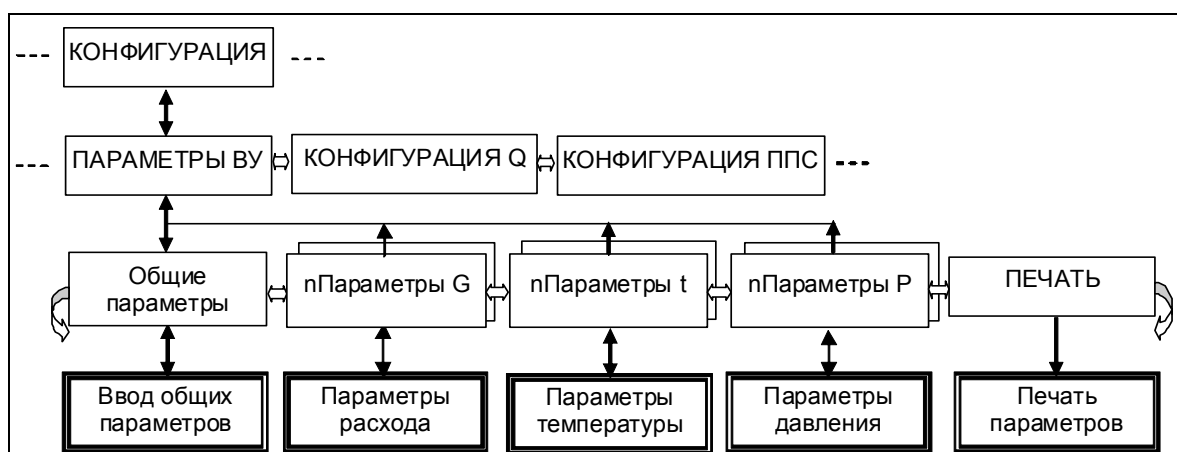 КОНФИГУРАЦИЯ
ПАРАМЕТРЫ ВУ
КОНФИГУРАЦИЯ Q
КОНФИГУРАЦИЯ ППС
Общие
параметры
nПараметры G
nПараметры t
nПараметры P
ПЕЧАТЬ
Ввод общих
параметров
Параметры
расхода
Параметры
температуры
Параметры
давления
Печать
параметров